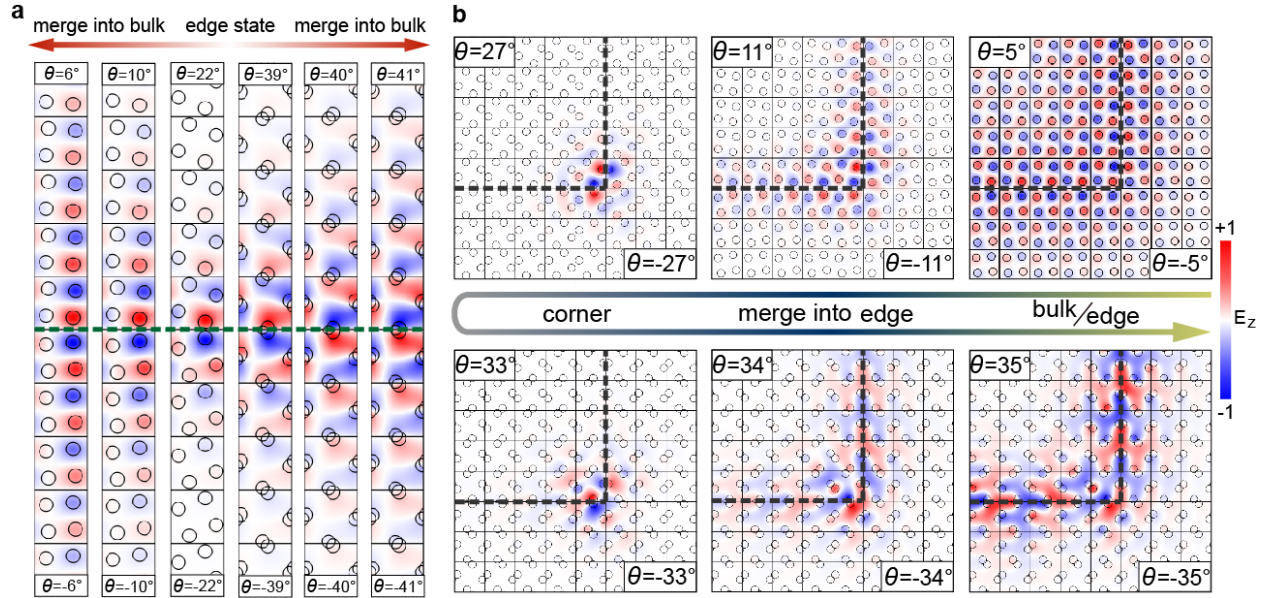 a
merge into bulk edge state merge into bulk
θ=6° θ=10° θ=22° θ=39° θ=40° θ=41°
θ=-6° θ=-10° θ=-22° θ=-39° θ=-40° θ=-41°
b
θ=27° θ=11° θ=5°
θ=-27° θ=-11° θ=-5°
corner merge into edge bulk/edge
θ=33° θ=34° θ=35°
θ=-33° θ=-34° θ=-35°
+1
Ez
-1